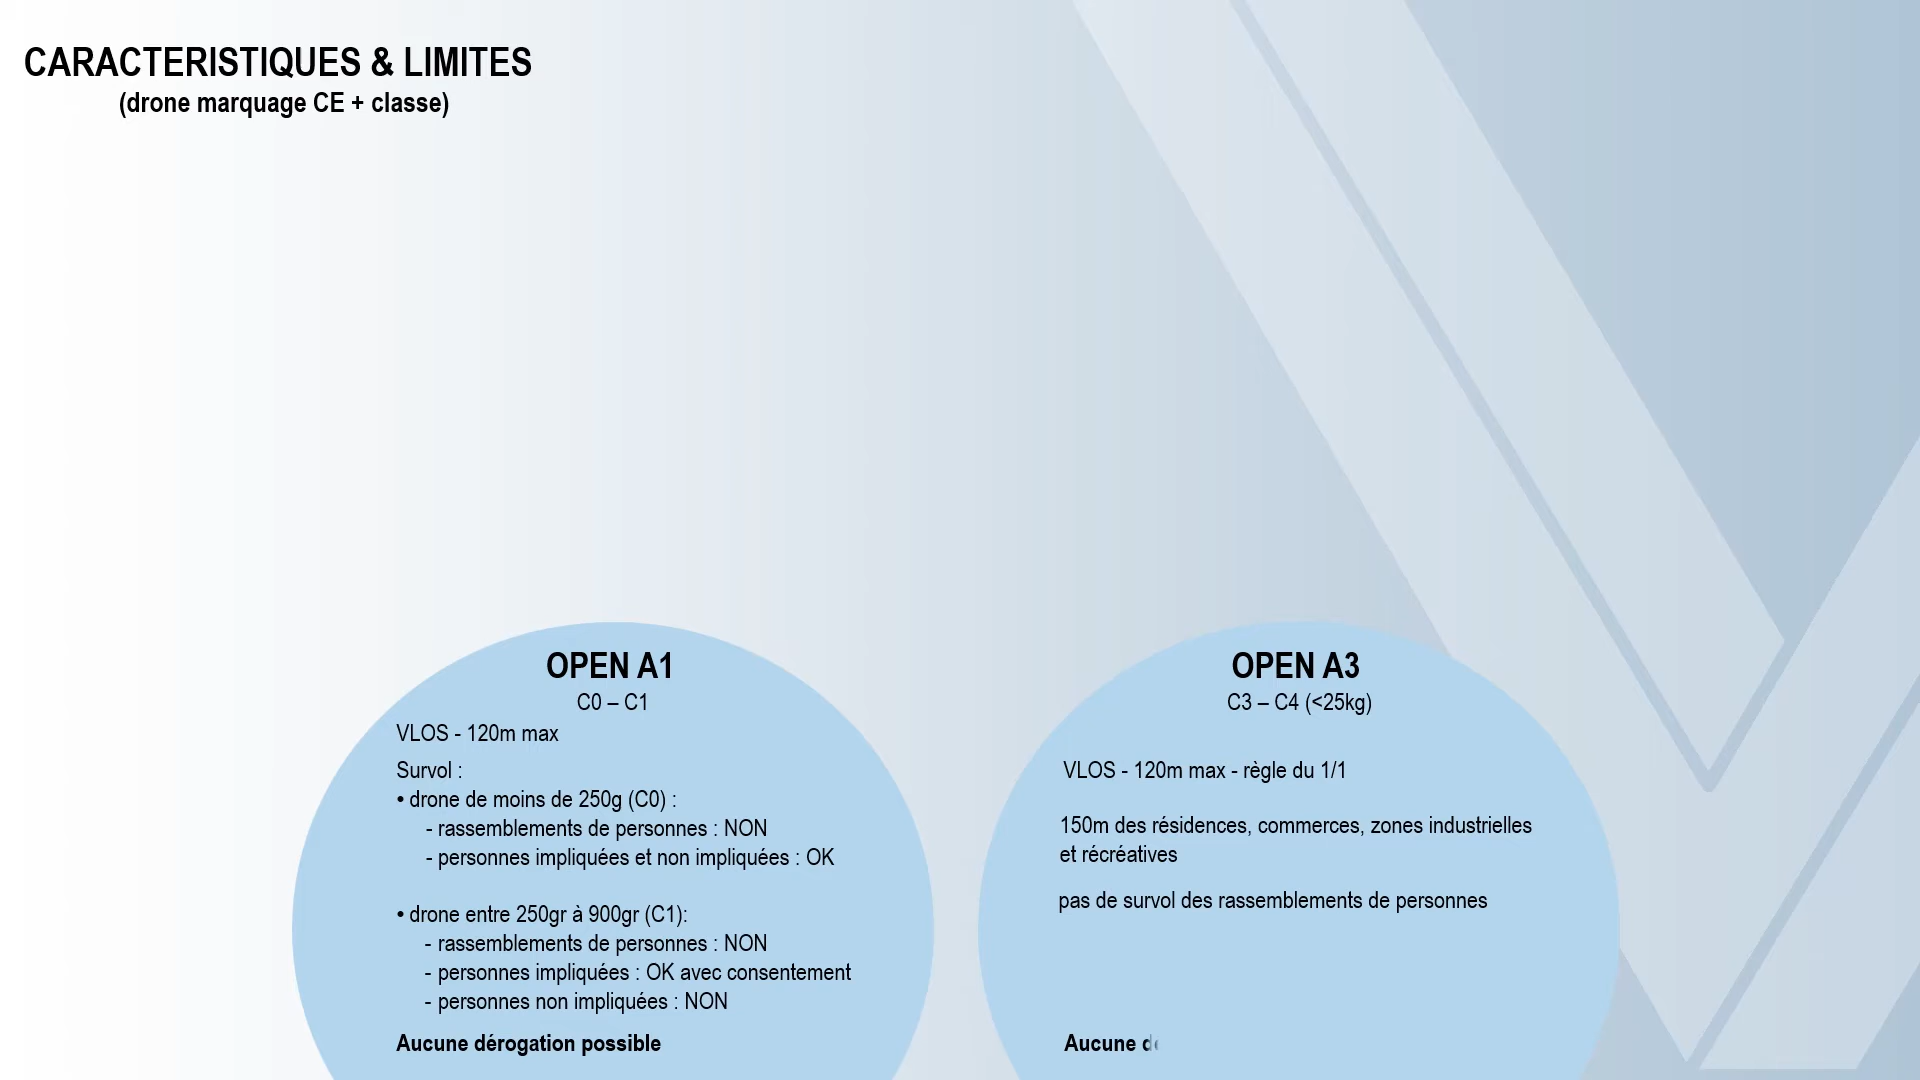 CARACTERISTIQUES & LIMITES
(drone marquage CE + classe)
OPEN A1
C0 – C1
VLOS - 120m max
Survol :
• drone de moins de 250g (C0) :
- rassemblements de personnes : NON
- personnes impliquées et non impliquées : OK
• drone entre 250gr à 900gr (C1):
- rassemblements de personnes : NON
- personnes impliquées : OK avec consentement
- personnes non impliquées : NON
Aucune dérogation possible
OPEN A3
C3 – C4 (<25kg)
VLOS - 120m max - règle du 1/1
150m des résidences, commerces, zones industrielles
et récréatives
pas de survol des rassemblements de personnes
Aucune